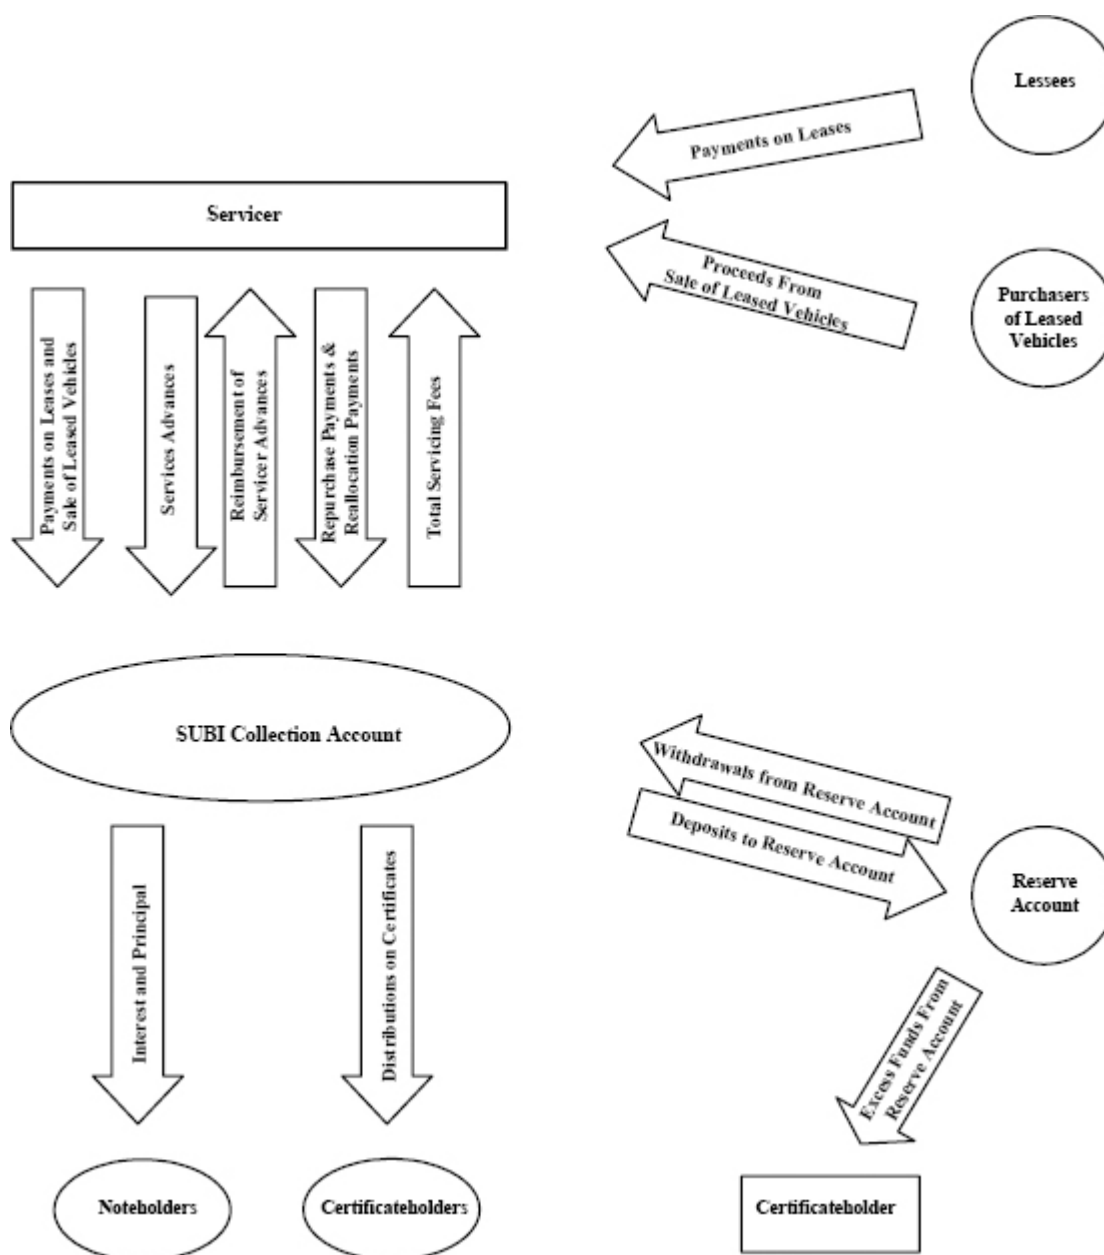 Lessees
Payments on Leases
Servicer
Proceeds From
Sale of Leased Vehicles
Purchasers
of Leased
Vehicles
Payments on Leases and
Sale of Leased Vehicles
Services Advances
Reimbursement of
Servicer Advances
Repurchase Payments &
Reallocation Payments
Total Servicing Fees
SUBI Collection Account
Withdrawals from Reserve Account
Deposits to Reserve Account
Reserve
Account
Interest and Principal
Distributions on Certificates
Excess Funds From
Reserve Account
Noteholders
Certificateholders
Certificateholder